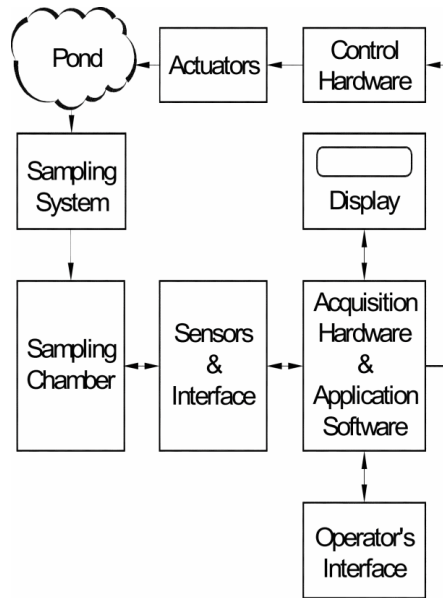 Pond
Actuators
Control
Hardware
Sampling
System
Display
Sampling
Chamber
Sensors
&
Interface
Acquisition
Hardware
&
Application
Software
Operator's
Interface